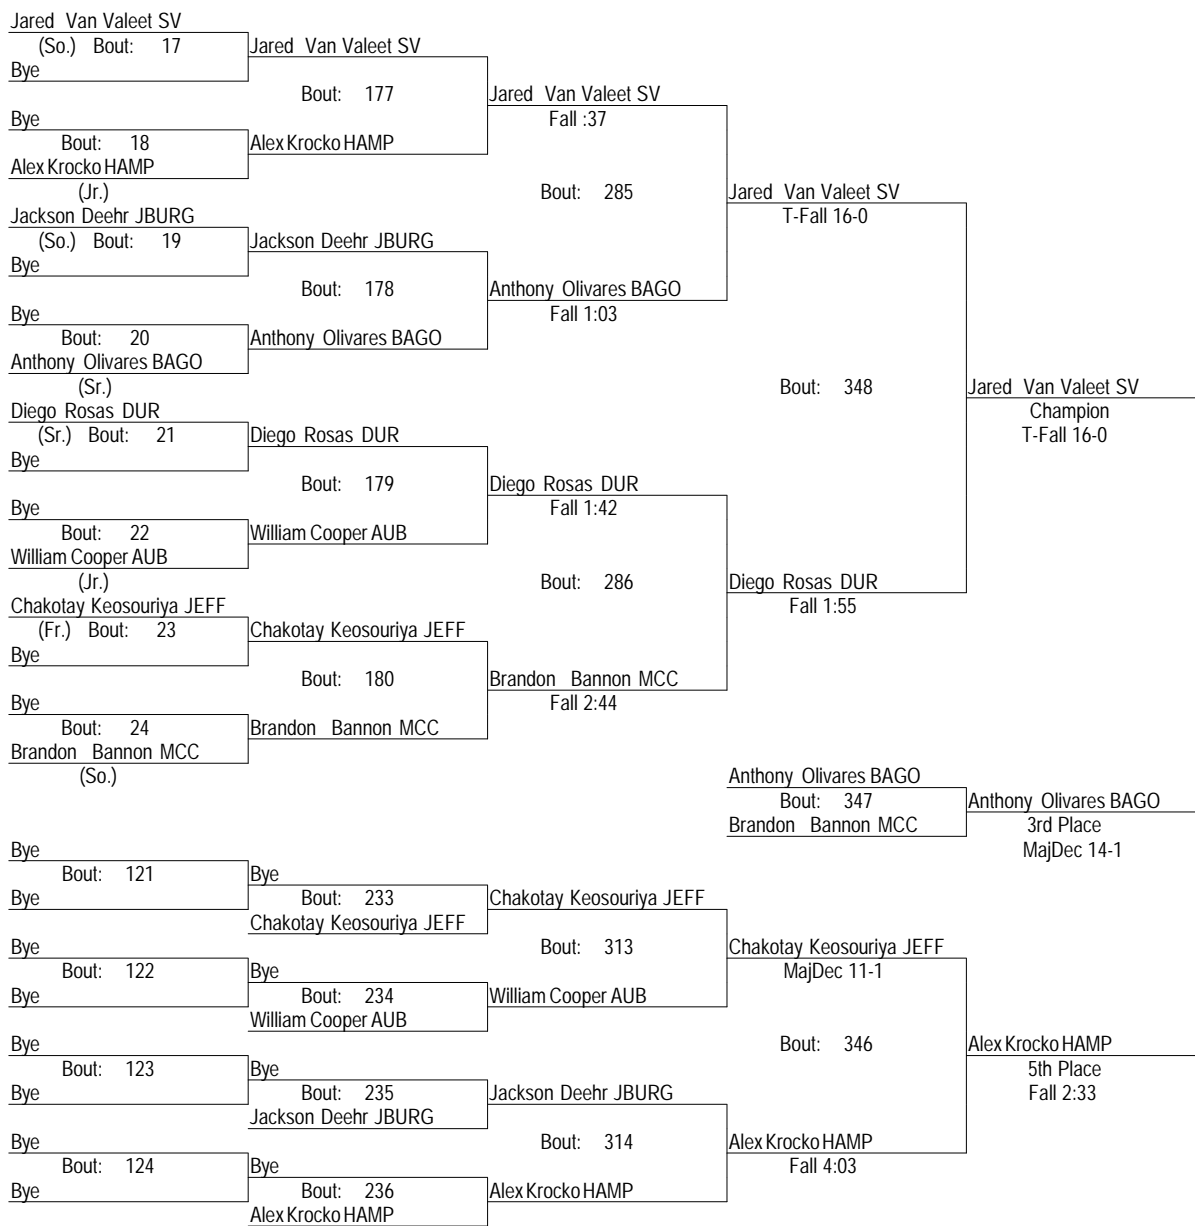 Jared Van Valeet SV
(So.) Bout: 17 Jared Van Valeet SV
Bye
Bout: 177 Jared Van Valeet SV
Bye Fall :37
Bout: 18 Alex Krocko HAMP
Alex Krocko HAMP
(Jr.) Bout: 285 Jared Van Valeet SV
Jackson Deehr JBURG T-Fall 16-0
(So.) Bout: 19 Jackson Deehr JBURG
Bye
Bout: 178 Anthony Olivares BAGO
Bye Fall 1:03
Bout: 20 Anthony Olivares BAGO
Anthony Olivares BAGO
(Sr.) Bout: 348 Jared Van Valeet SV
Diego Rosas DUR Champion
(Sr.) Bout: 21 Diego Rosas DUR T-Fall 16-0
Bye
Bout: 179 Diego Rosas DUR
Bye Fall 1:42
Bout: 22 William Cooper AUB
William Cooper AUB
(Jr.) Bout: 286 Diego Rosas DUR
Chakotay Keosouriya JEFF Fall 1:55
(Fr.) Bout: 23 Chakotay Keosouriya JEFF
Bye
Bout: 180 Brandon Bannon MCC
Bye Fall 2:44
Bout: 24 Brandon Bannon MCC
Brandon Bannon MCC
(So.) Anthony Olivares BAGO
Bout: 347 Anthony Olivares BAGO
Brandon Bannon MCC 3rd Place
Bye MajDec 14-1
Bout: 121 Bye
Bye Bout: 233 Chakotay Keosouriya JEFF
Chakotay Keosouriya JEFF
Bye Bout: 313 Chakotay Keosouriya JEFF
Bout: 122 Bye MajDec 11-1
Bye Bout: 234 William Cooper AUB
William Cooper AUB
Bye Bout: 346 Alex Krocko HAMP
Bout: 123 Bye 5th Place
Bye Bout: 235 Jackson Deehr JBURG Fall 2:33
Jackson Deehr JBURG
Bye Bout: 314 Alex Krocko HAMP
Bout: 124 Bye Fall 4:03
Bye Bout: 236 Alex Krocko HAMP
Alex Krocko HAMP